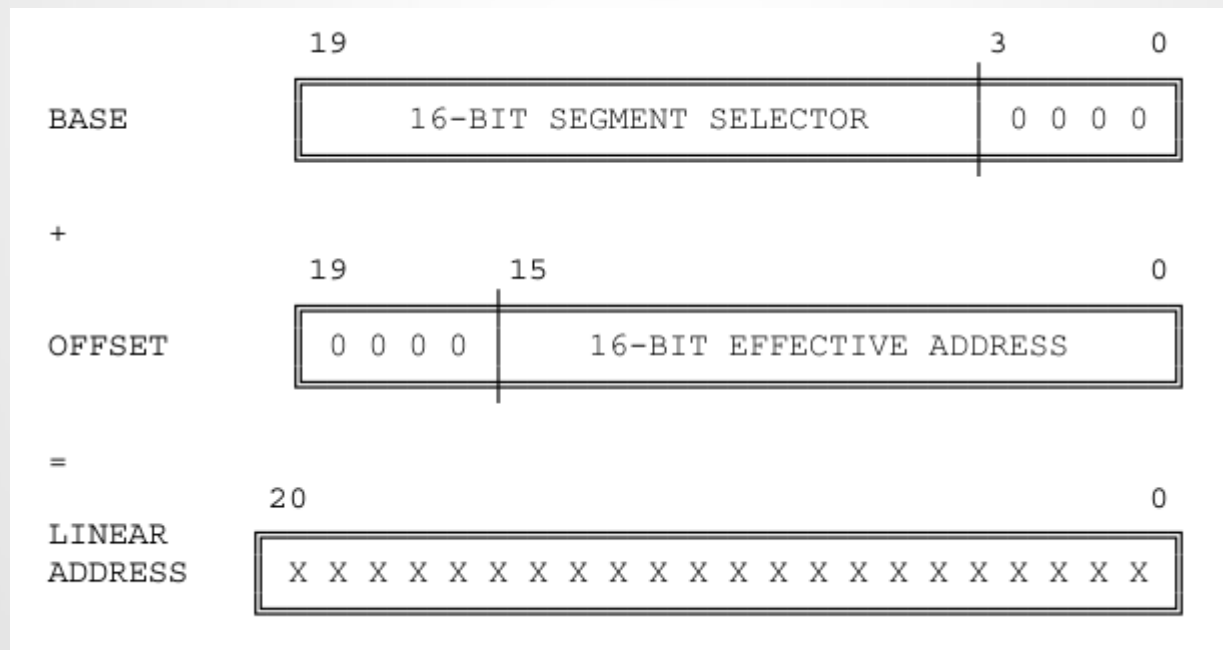 19 3 0
BASE 16-BIT SEGMENT SELECTOR 0 0 0 0
+
19 15 0
OFFSET 0 0 0 0 16-BIT EFFECTIVE ADDRESS
=
20 0
LINEAR
ADDRESS X X X X X X X X X X X X X X X X X X X X X X